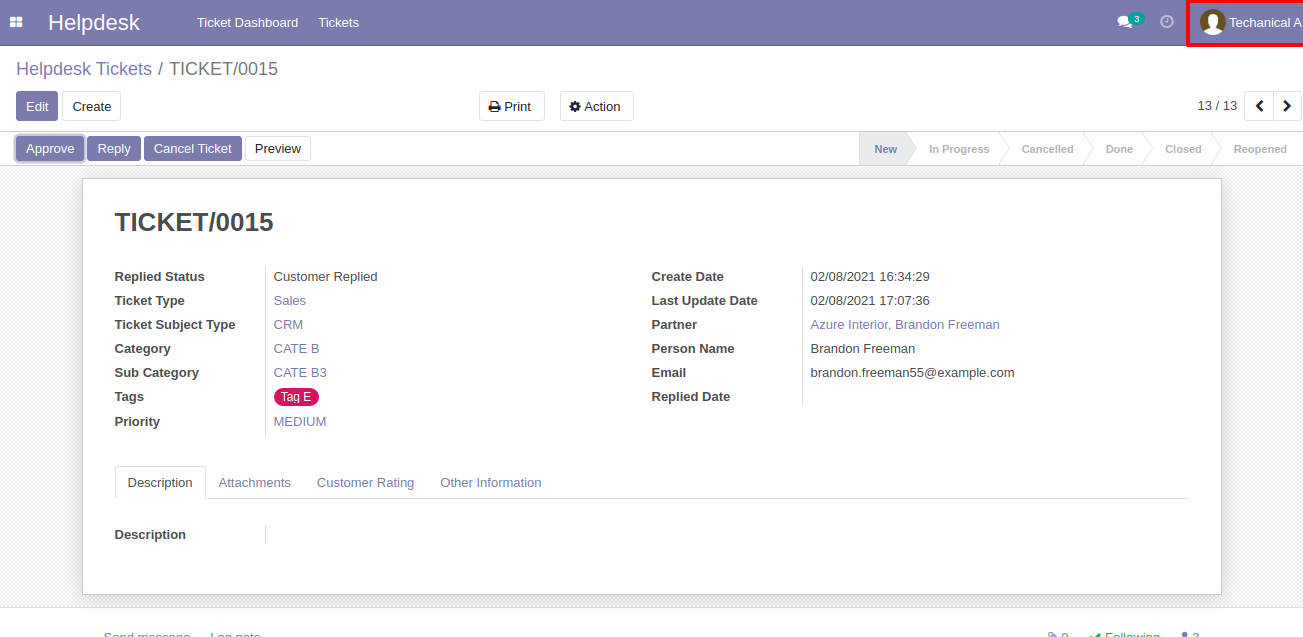 Helpdesk Ticket Dashboard Tickets 3 Techanical A
Helpdesk Tickets / TICKET/0015
Edit Create Print Action 13 / 13
Approve Reply Cancel Ticket Preview New In Progress Cancelled Done Closed Reopened
TICKET/0015
Replied Status Customer Replied Create Date 02/08/2021 16:34:29
Ticket Type Sales Last Update Date 02/08/2021 17:07:36
Ticket Subject Type CRM Partner Azure Interior, Brandon Freeman
Category CATE B Person Name Brandon Freeman
Sub Category CATE B3 Email brandon.freeman55@example.com
Tags Tag E Replied Date
Priority MEDIUM
Description Attachments Customer Rating Other Information
Description
Send message Log note 0 Following